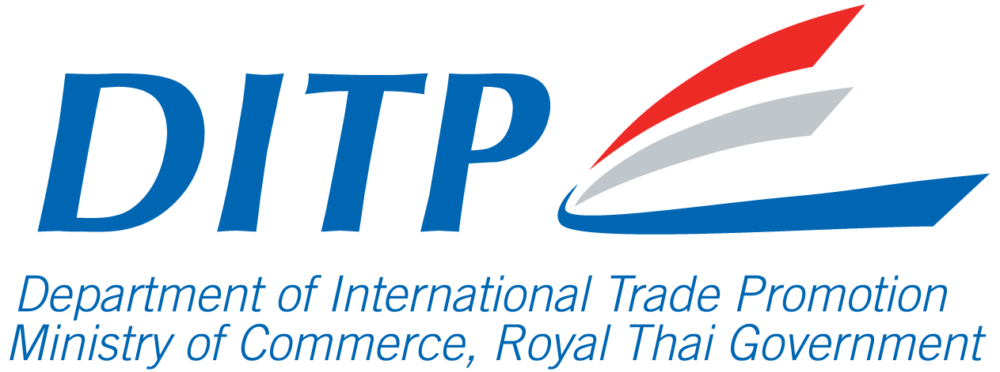 DITP
Department of International Trade Promotion
Ministry of Commerce, Royal Thai Government